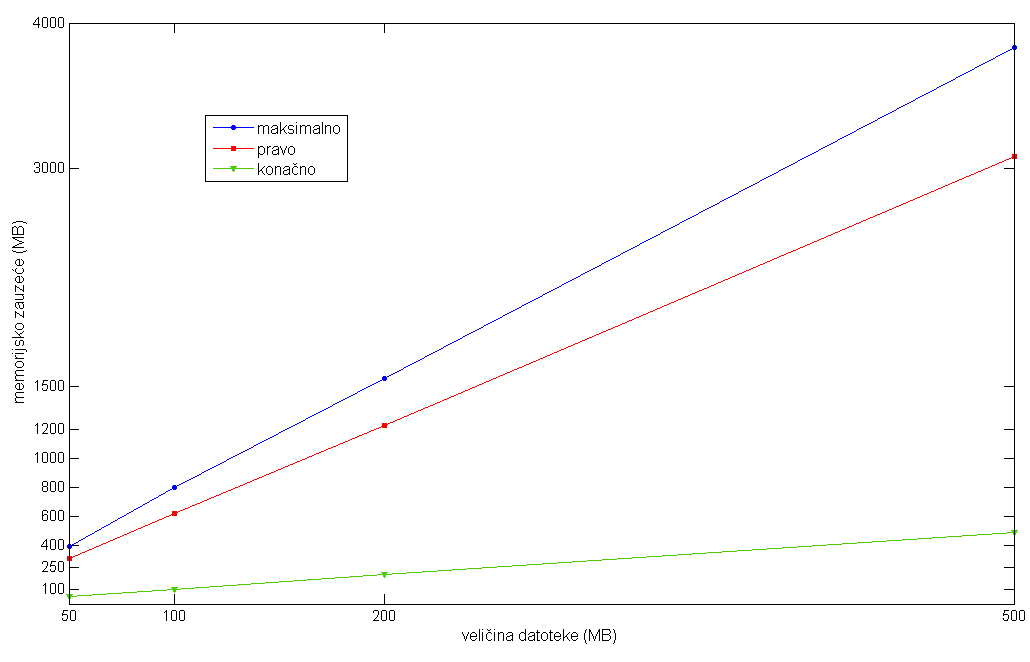 4000
maksimalno
pravo
konačno
3000
memorijsko zauzeće (MB)
1500
1200
1000
800
600
400
250
100
50 100 200 500
veličina datoteke (MB)